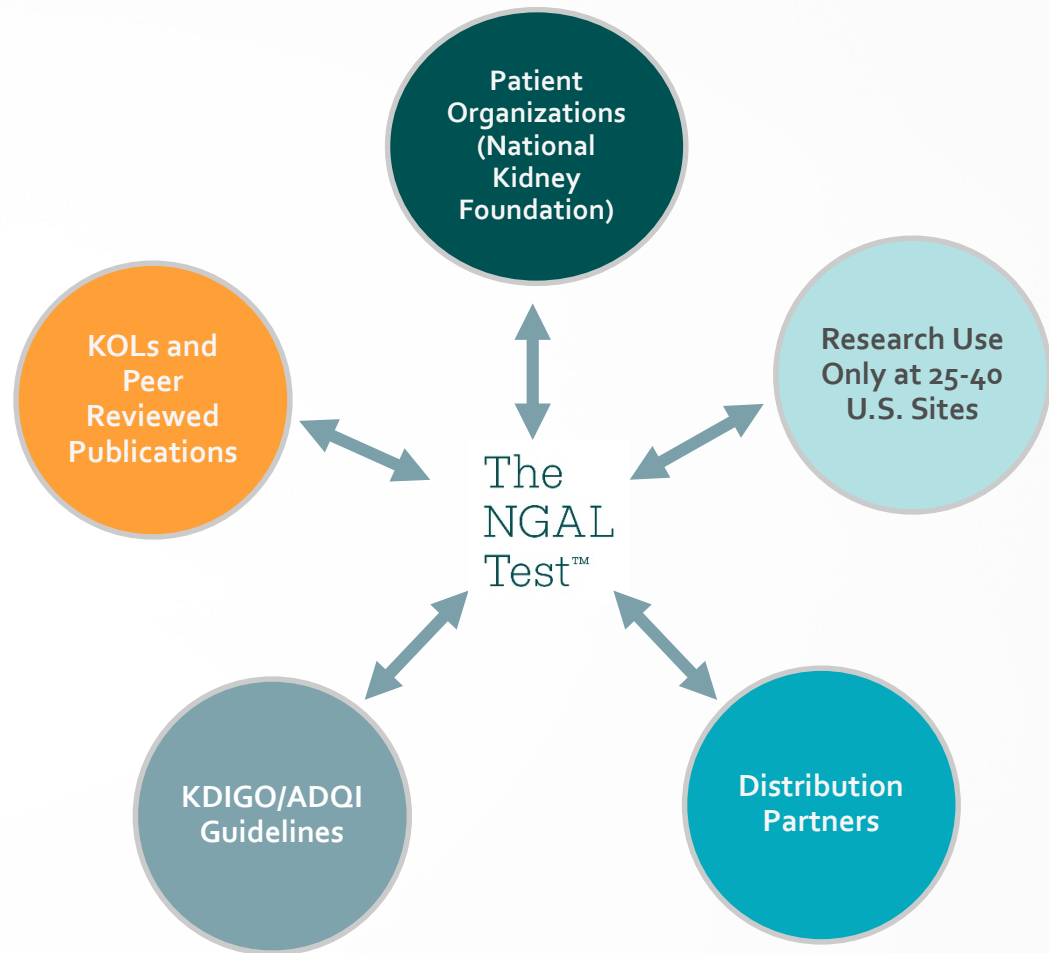 Patient
Organizations
(National
Kidney
Foundation)
KOLs and
Peer
Reviewed
Publications
Research Use
Only at 25-40
U.S. Sites
The
NGAL
Test™
KDIGO/ADQI
Guidelines
Distribution
Partners